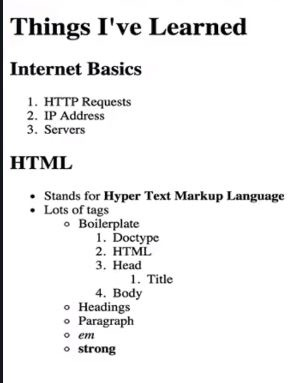 Things I've Learned
Internet Basics
1. HTTP Requests
2. IP Address
3. Servers
HTML
• Stands for Hyper Text Markup Language
• Lots of tags
◦ Boilerplate
1. Doctype
2. HTML
3. Head
1. Title
4. Body
◦ Headings
◦ Paragraph
◦ em
◦ strong